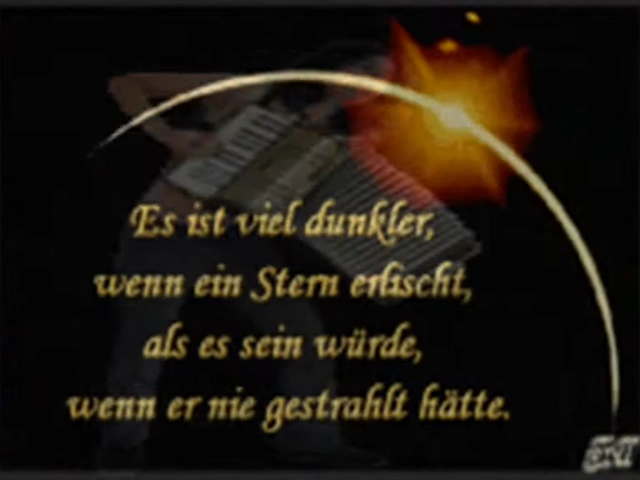 Es ist viel dunkler,
wenn ein Stern erlischt,
als es sein würde,
wenn er nie gestrahlt hätte.